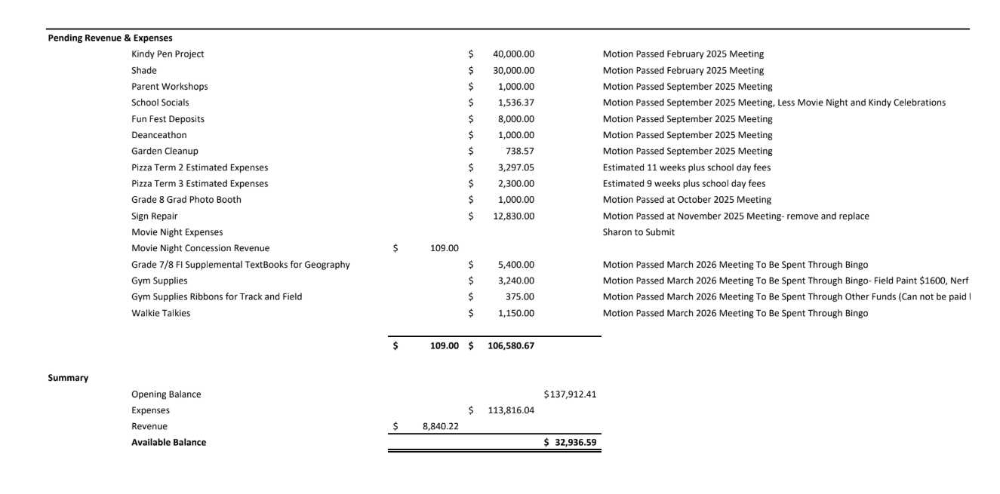 Pending Revenue & Expenses
Kindy Pen Project $ 40,000.00 Motion Passed February 2025 Meeting
Shade $ 30,000.00 Motion Passed February 2025 Meeting
Parent Workshops $ 1,000.00 Motion Passed September 2025 Meeting
School Socials $ 1,536.37 Motion Passed September 2025 Meeting, Less Movie Night and Kindy Celebrations
Fun Fest Deposits $ 8,000.00 Motion Passed September 2025 Meeting
Deanceathon $ 1,000.00 Motion Passed September 2025 Meeting
Garden Cleanup $ 738.57 Motion Passed September 2025 Meeting
Pizza Term 2 Estimated Expenses $ 3,297.05 Estimated 11 weeks plus school day fees
Pizza Term 3 Estimated Expenses $ 2,300.00 Estimated 9 weeks plus school day fees
Grade 8 Grad Photo Booth $ 1,000.00 Motion Passed at October 2025 Meeting
Sign Repair $ 12,830.00 Motion Passed at November 2025 Meeting- remove and replace
Movie Night Expenses Sharon to Submit
Movie Night Concession Revenue $ 109.00
Grade 7/8 FI Supplemental TextBooks for Geography $ 5,400.00 Motion Passed March 2026 Meeting To Be Spent Through Bingo
Gym Supplies $ 3,240.00 Motion Passed March 2026 Meeting To Be Spent Through Bingo- Field Paint $1600, Nerf
Gym Supplies Ribbons for Track and Field $ 375.00 Motion Passed March 2026 Meeting To Be Spent Through Other Funds (Can not be paid
Walkie Talkies $ 1,150.00 Motion Passed March 2026 Meeting To Be Spent Through Bingo
$ 109.00 $ 106,580.67
Summary
Opening Balance $137,912.41
Expenses $ 113,816.04
Revenue $ 8,840.22
Available Balance $ 32,936.59